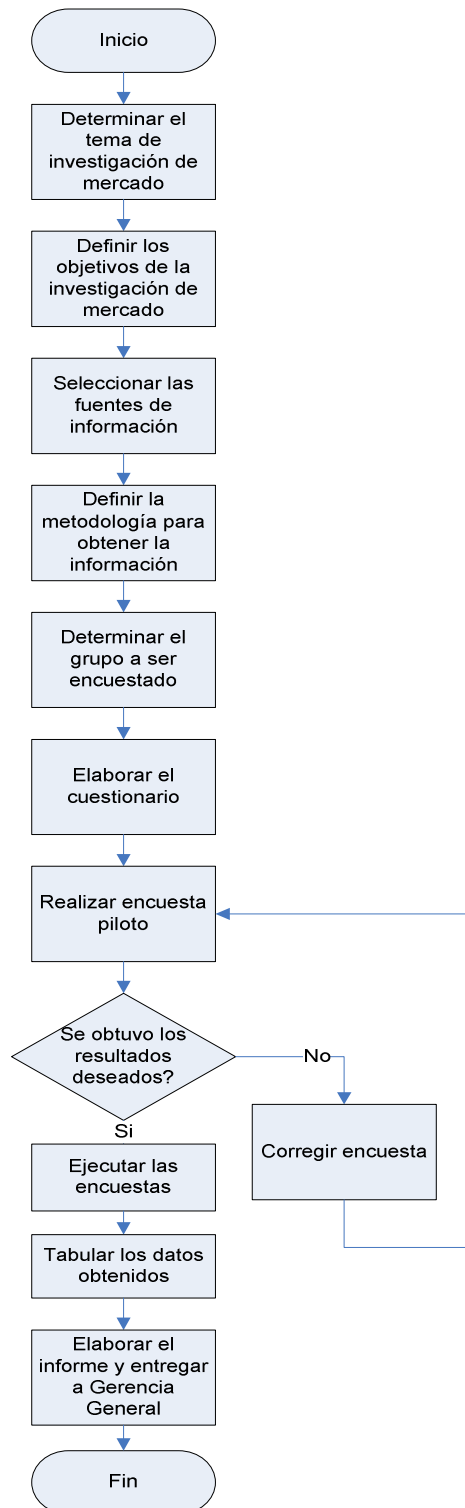 Inicio
Determinar el
tema de
investigación de
mercado
Definir los
objetivos de la
investigación de
mercado
Seleccionar las
fuentes de
información
Definir la
metodología para
obtener la
información
Determinar el
grupo a ser
encuestado
Elaborar el
cuestionario
Realizar encuesta
piloto
Se obtuvo los
resultados
deseados?
No
Si
Corregir encuesta
Ejecutar las
encuestas
Tabular los datos
obtenidos
Elaborar el
informe y entregar
a Gerencia
General
Fin